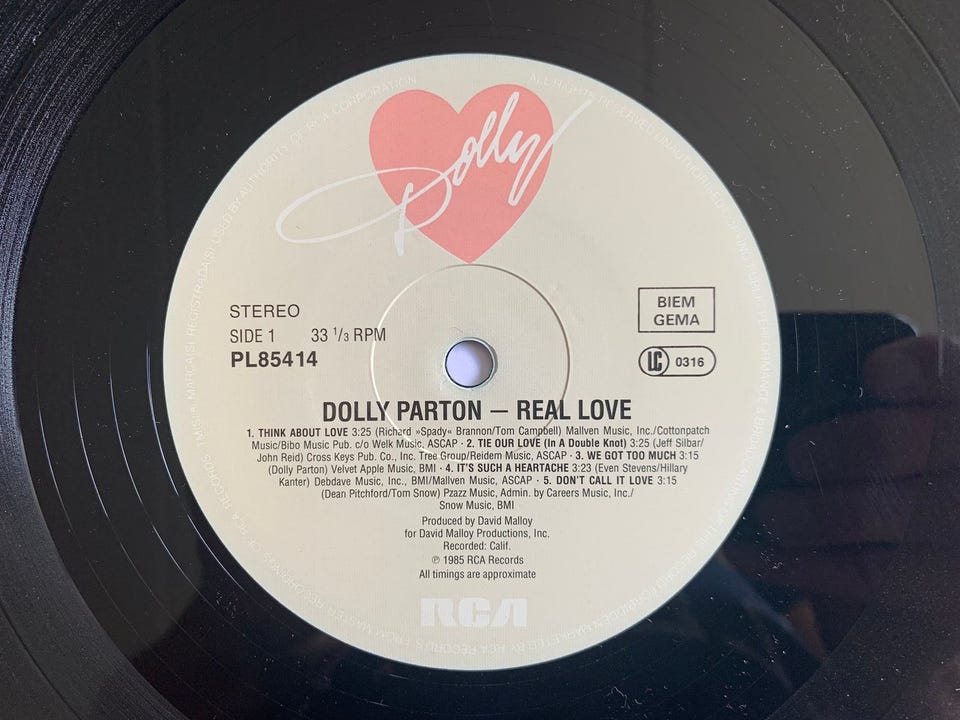 Dolly
ALL RIGHTS RESERVED UNAUTHORIZED
STEREO
SIDE 1 33 1/3 RPM
PL85414
BIEM
GEMA
LC 0316
DOLLY PARTON — REAL LOVE
1. THINK ABOUT LOVE 3:25 (Richard »Spady« Brannon/Tom Campbell) Mallven Music, Inc./Cottonpatch
Music/Bibo Music Pub. c/o Welk Music, ASCAP · 2. TIE OUR LOVE (In A Double Knot) 3:25 (Jeff Silbar/
John Reid) Cross Keys Pub. Co., Inc. Tree Group/Reidem Music, ASCAP · 3. WE GOT TOO MUCH 3:15
(Dolly Parton) Velvet Apple Music, BMI · 4. IT'S SUCH A HEARTACHE 3:23 (Even Stevens/Hillary
Kanter) Debdave Music, Inc., BMI/Mallven Music, ASCAP · 5. DON'T CALL IT LOVE 3:15
(Dean Pitchford/Tom Snow) Pzazz Music, Admin. by Careers Music, Inc./
Snow Music, BMI
Produced by David Malloy
for David Malloy Productions, Inc.
Recorded: Calif.
℗ 1985 RCA Records
All timings are approximate
RCA